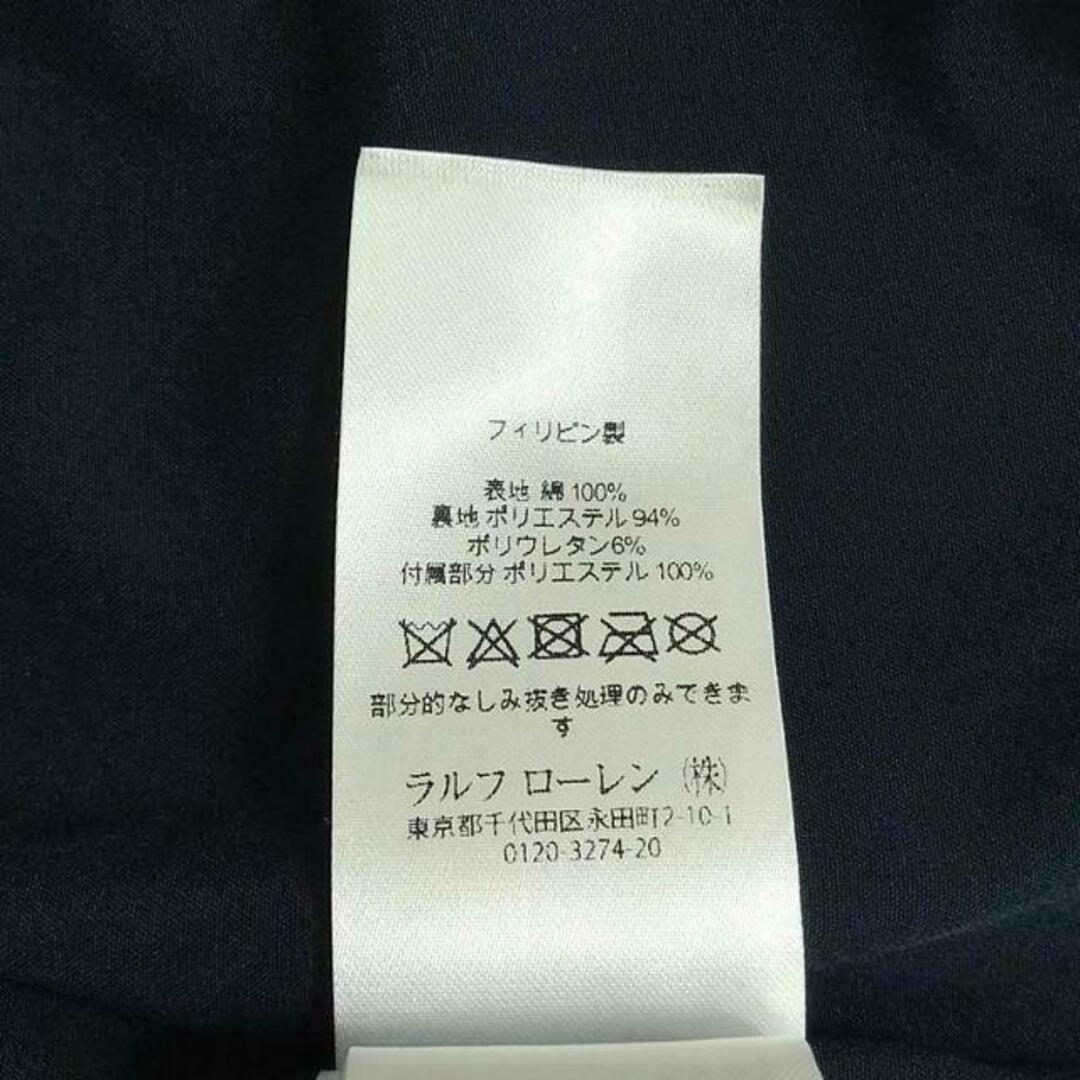 フィリピン製
表地 綿 100%
裏地 ポリエステル 94%
ポリウレタン6%
付属部分 ポリエステル 100%
部分的なしみ抜き処理のみできま
す
ラルフ ローレン (株)
東京都千代田区永田町2-10-1
0120-3274-20